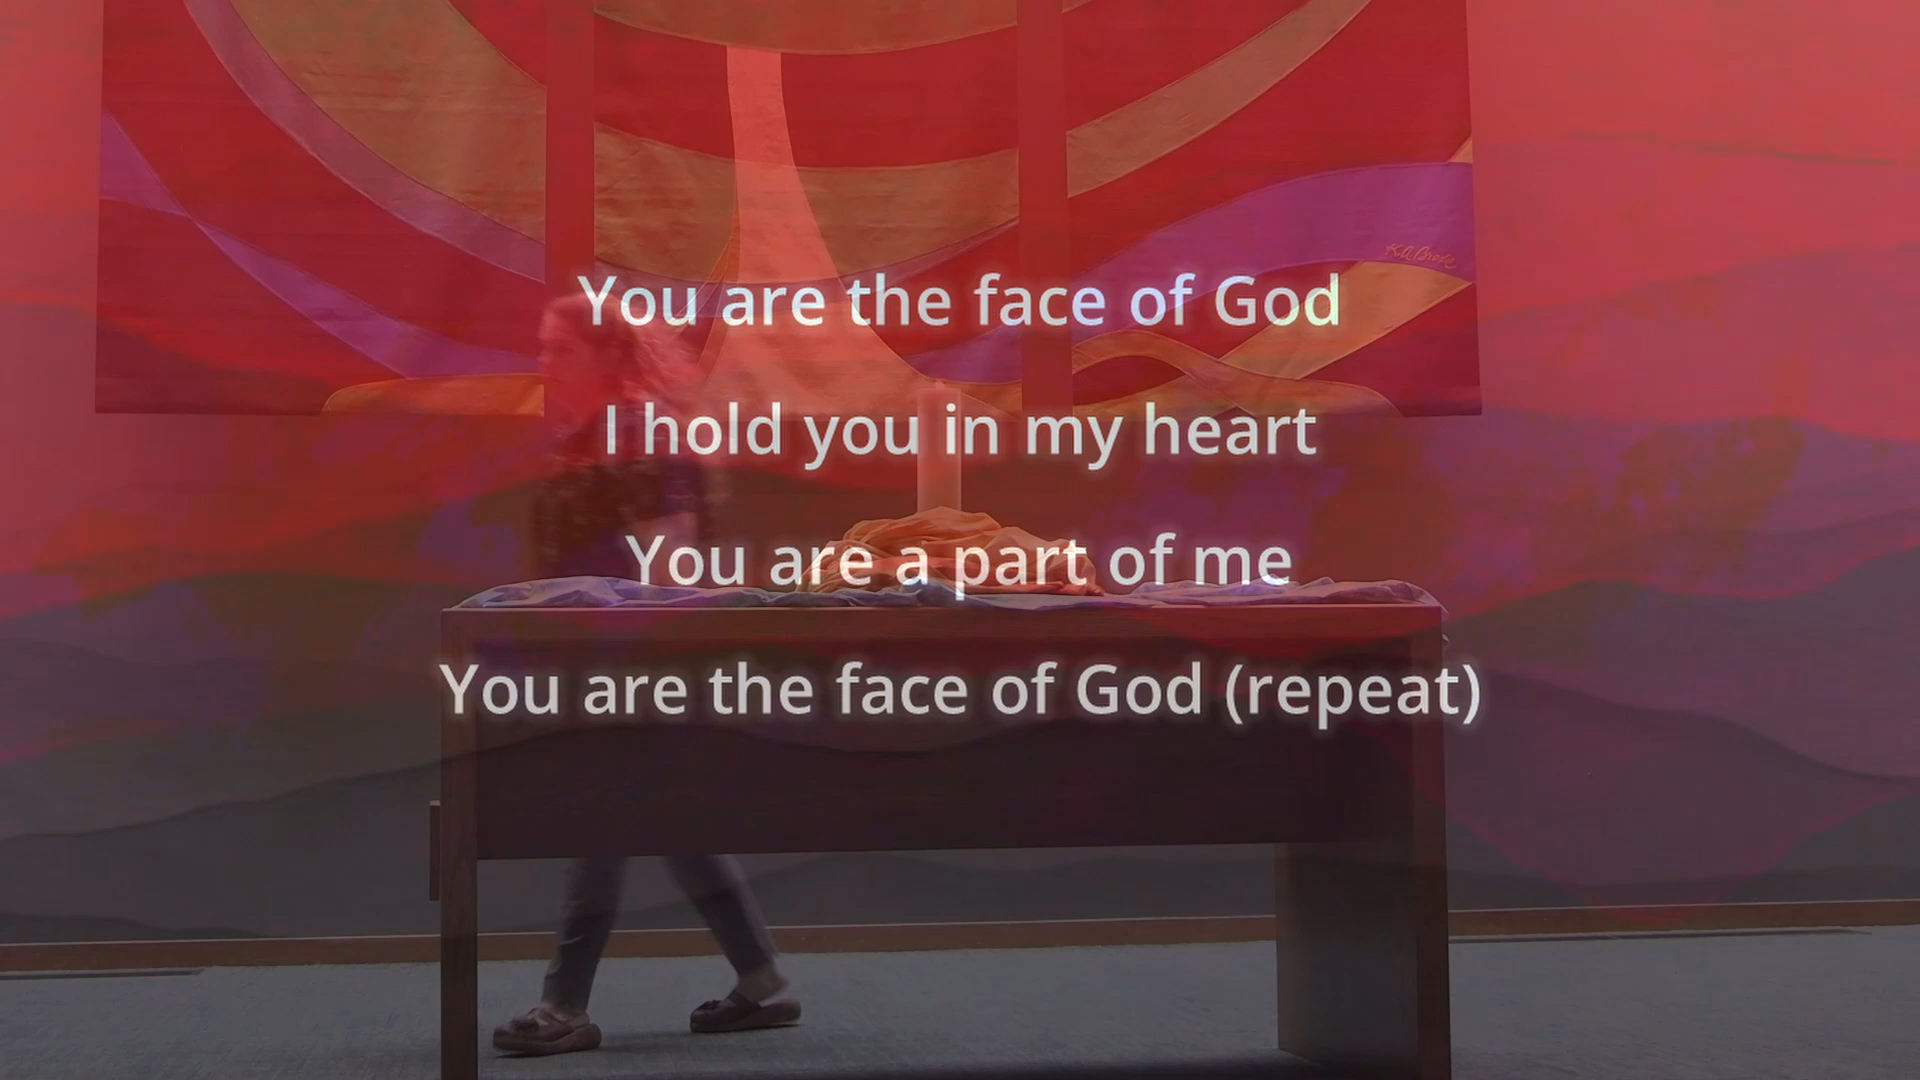 You are the face of God
I hold you in my heart
You are a part of me
You are the face of God (repeat)